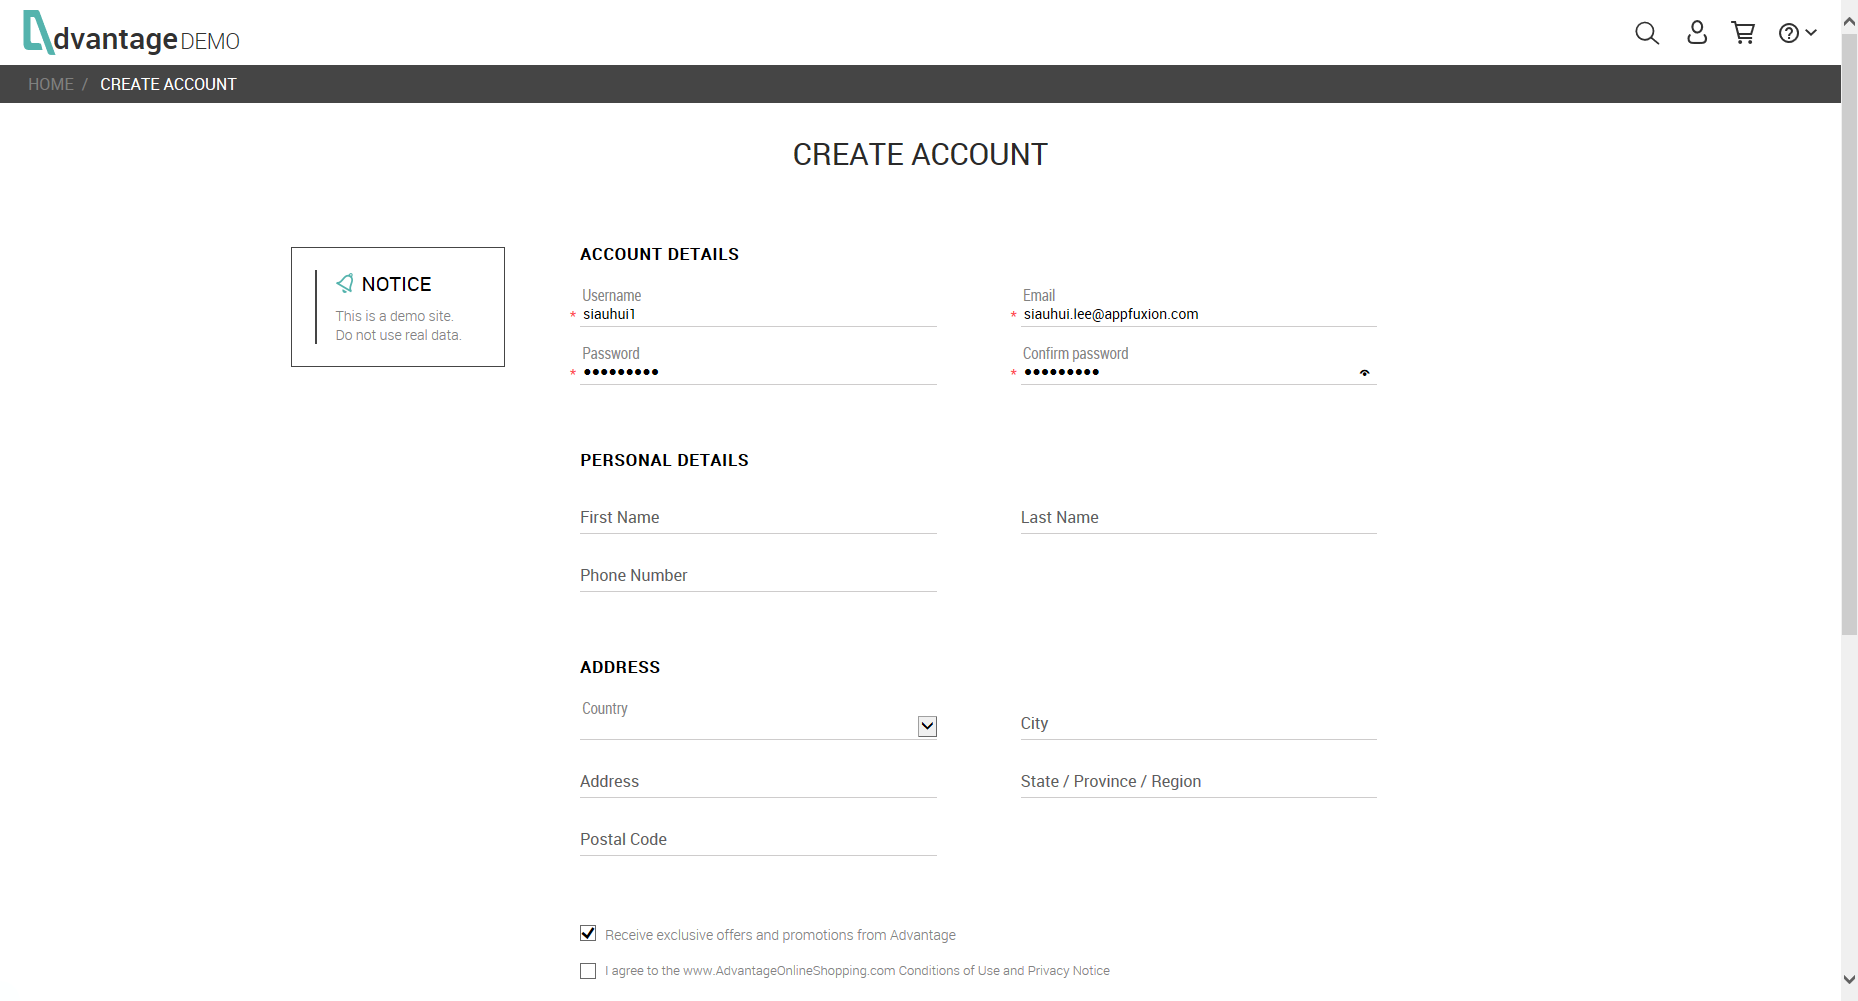 dvantage DEMO
HOME / CREATE ACCOUNT
CREATE ACCOUNT
NOTICE
This is a demo site.
Do not use real data.
ACCOUNT DETAILS
Username
* siauhui1
Email
* siauhui.lee@appfuxion.com
Password
* •••••••••
Confirm password
* •••••••••
PERSONAL DETAILS
First Name
Last Name
Phone Number
ADDRESS
Country
City
Address
State / Province / Region
Postal Code
Receive exclusive offers and promotions from Advantage
I agree to the www.AdvantageOnlineShopping.com Conditions of Use and Privacy Notice